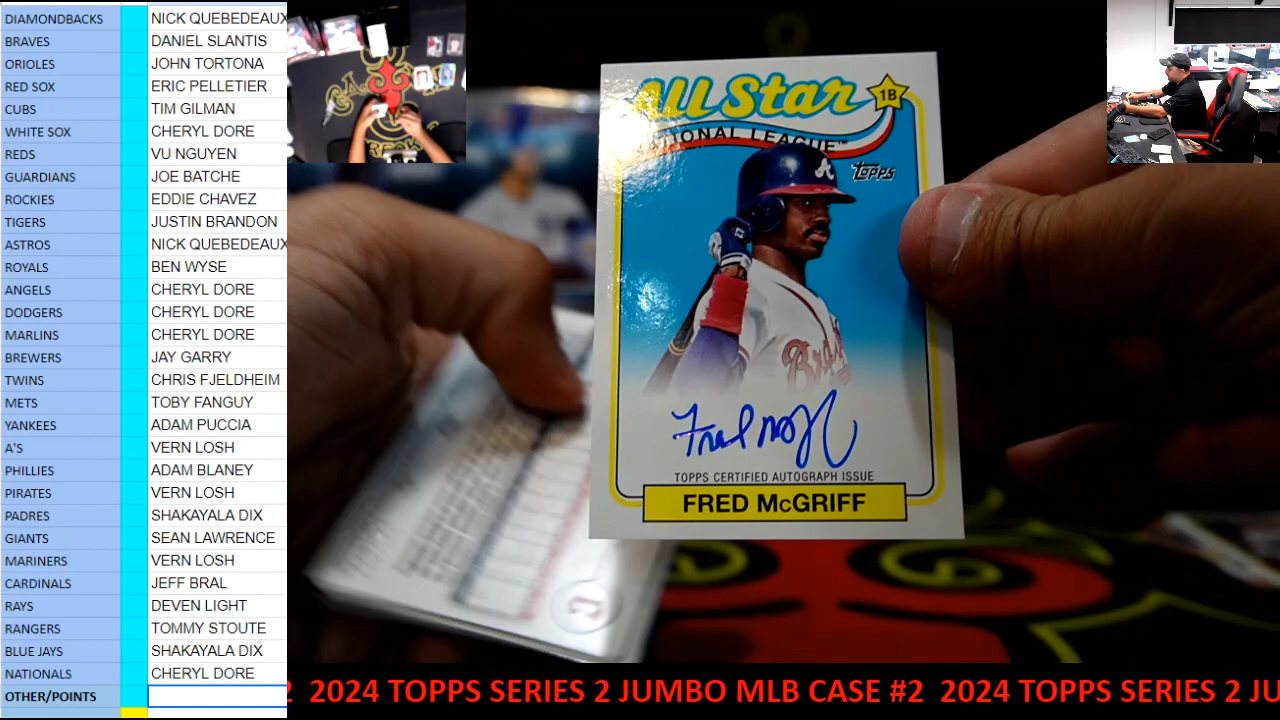 DIAMONDBACKS NICK QUEBEDEAUX
BRAVES DANIEL SLANTIS
ORIOLES JOHN TORTONA
RED SOX ERIC PELLETIER
CUBS TIM GILMAN
WHITE SOX CHERYL DORE
REDS VU NGUYEN
GUARDIANS JOE BATCHE
ROCKIES EDDIE CHAVEZ
TIGERS JUSTIN BRANDON
ASTROS NICK QUEBEDEAUX
ROYALS BEN WYSE
ANGELS CHERYL DORE
DODGERS CHERYL DORE
MARLINS CHERYL DORE
BREWERS JAY GARRY
TWINS CHRIS FJELDHEIM
METS TOBY FANGUY
YANKEES ADAM PUCCIA
A'S VERN LOSH
PHILLIES ADAM BLANEY
PIRATES VERN LOSH
PADRES SHAKAYALA DIX
GIANTS SEAN LAWRENCE
MARINERS VERN LOSH
CARDINALS JEFF BRAL
RAYS DEVEN LIGHT
RANGERS TOMMY STOUTE
BLUE JAYS SHAKAYALA DIX
NATIONALS CHERYL DORE
OTHER/POINTS
All Star 1B
NATIONAL LEAGUE
Topps
A
TOPPS CERTIFIED AUTOGRAPH ISSUE
FRED McGRIFF
2 2024 TOPPS SERIES 2 JUMBO MLB CASE #2 2024 TOPPS SERIES 2 JU